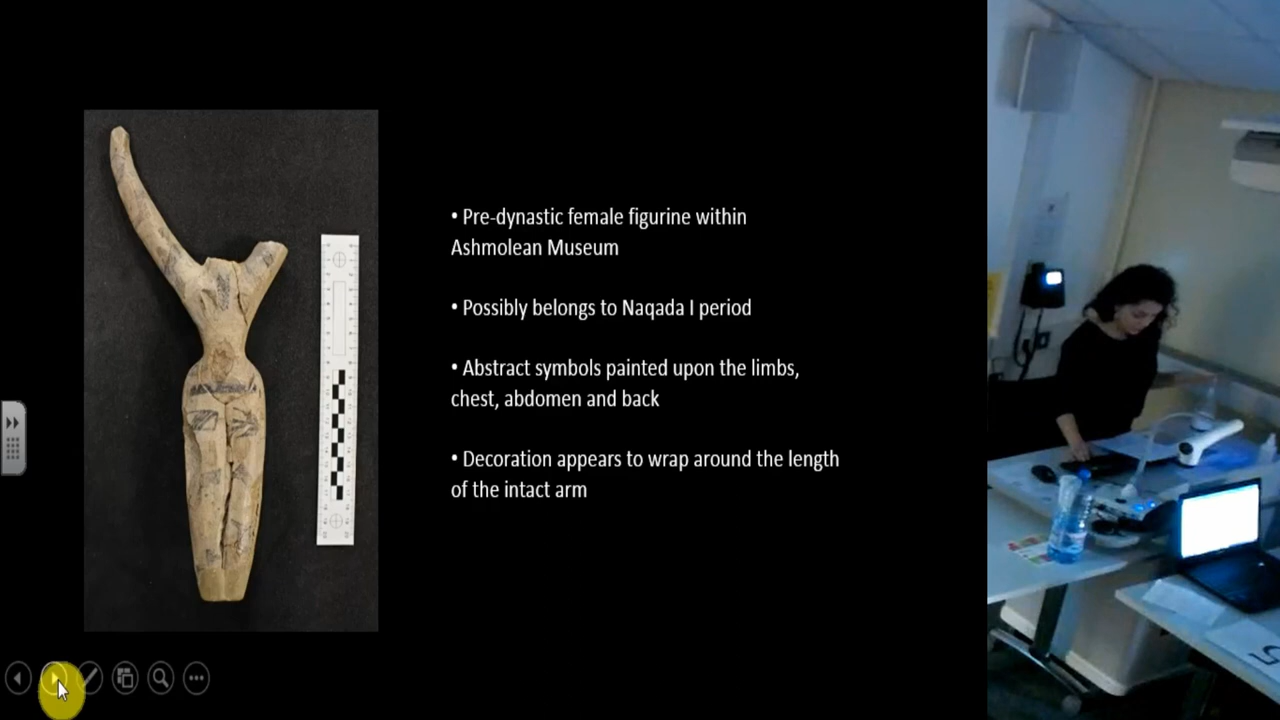 • Pre-dynastic female figurine within
Ashmolean Museum
• Possibly belongs to Naqada I period
• Abstract symbols painted upon the limbs,
chest, abdomen and back
• Decoration appears to wrap around the length
of the intact arm